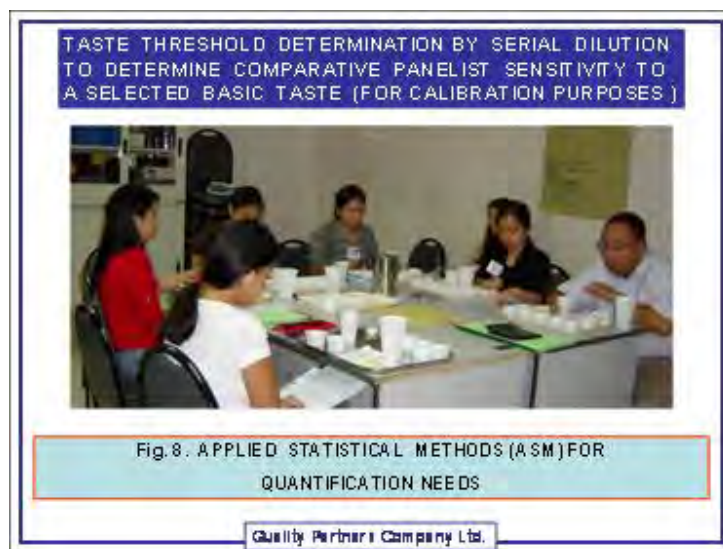 TASTE THRESHOLD DETERMINATION BY SERIAL DILUTION
TO DETERMINE COMPARATIVE PANELIST SENSITIVITY TO
A SELECTED BASIC TASTE (FOR CALIBRATION PURPOSES )
Fig. 8. APPLIED STATISTICAL METHODS (ASM) FOR
QUANTIFICATION NEEDS
Quality Partners Company Ltd.